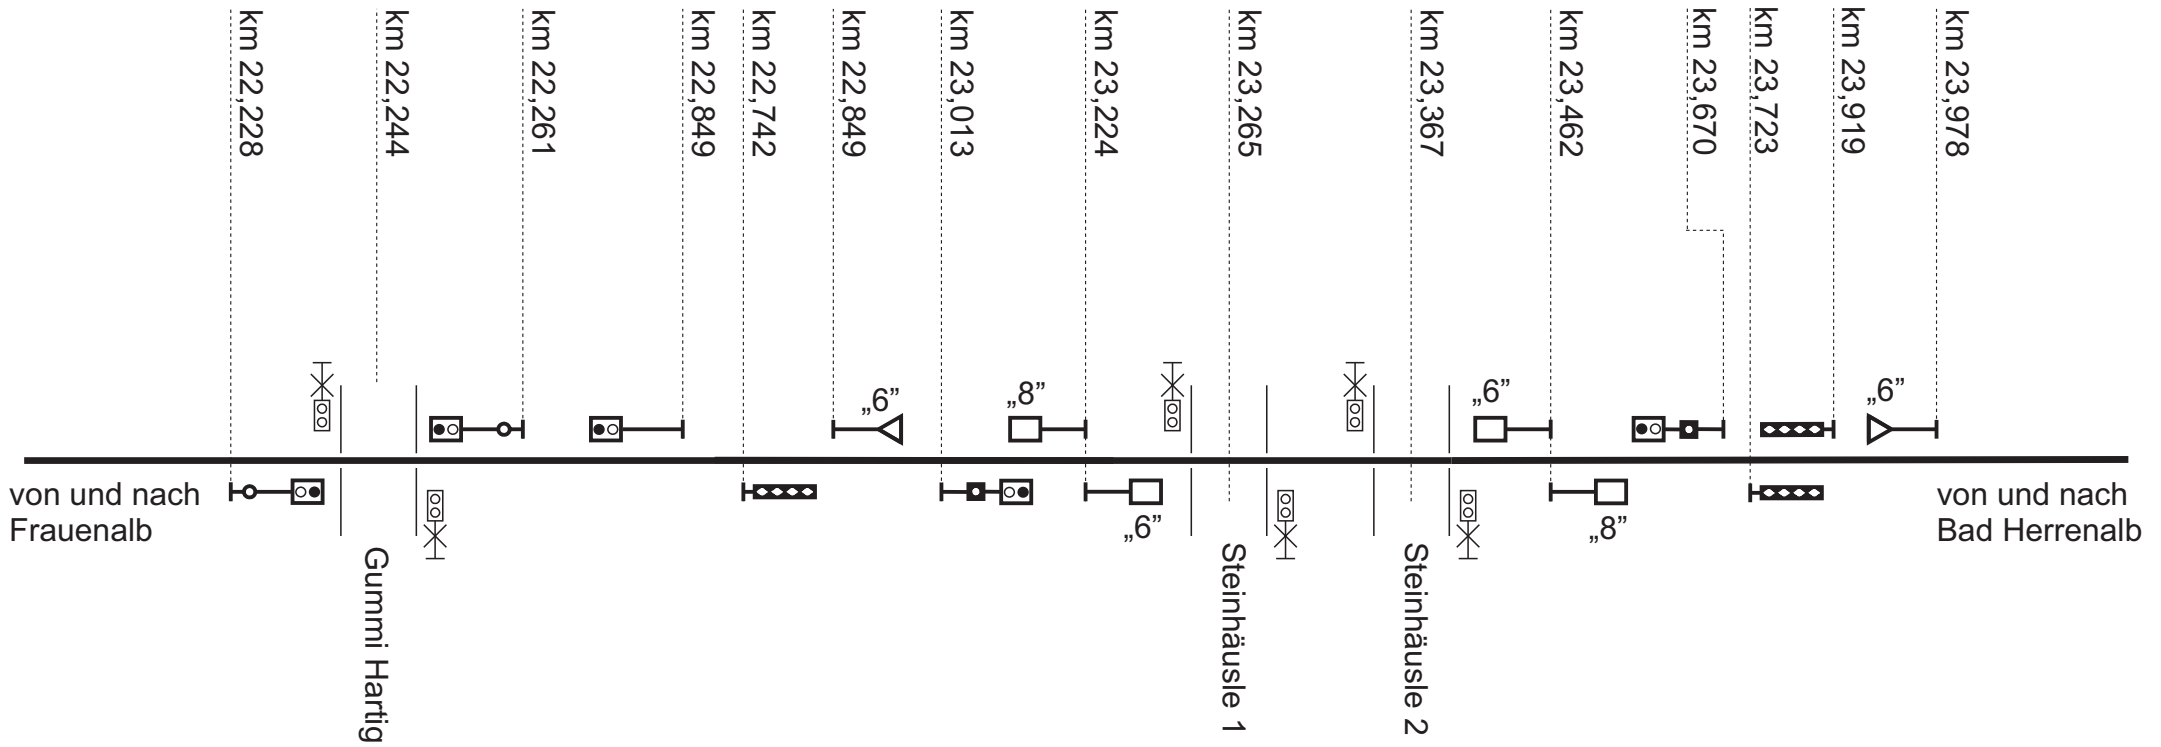 km 22,228
km 22,244
km 22,261
km 22,849
km 22,742
km 22,849
km 23,013
km 23,224
km 23,265
km 23,367
km 23,462
km 23,670
km 23,723
km 23,919
km 23,978
„6”
„8”
„6”
„6”
von und nach
Frauenalb
von und nach
Bad Herrenalb
„6”
„8”
Gummi Hartig
Steinhäusle 1
Steinhäusle 2